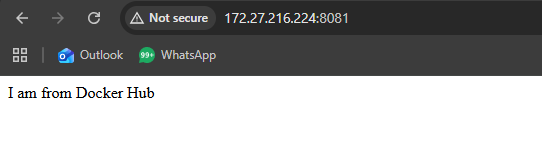 Not secure 172.27.216.224:8081
Outlook 99+ WhatsApp
I am from Docker Hub